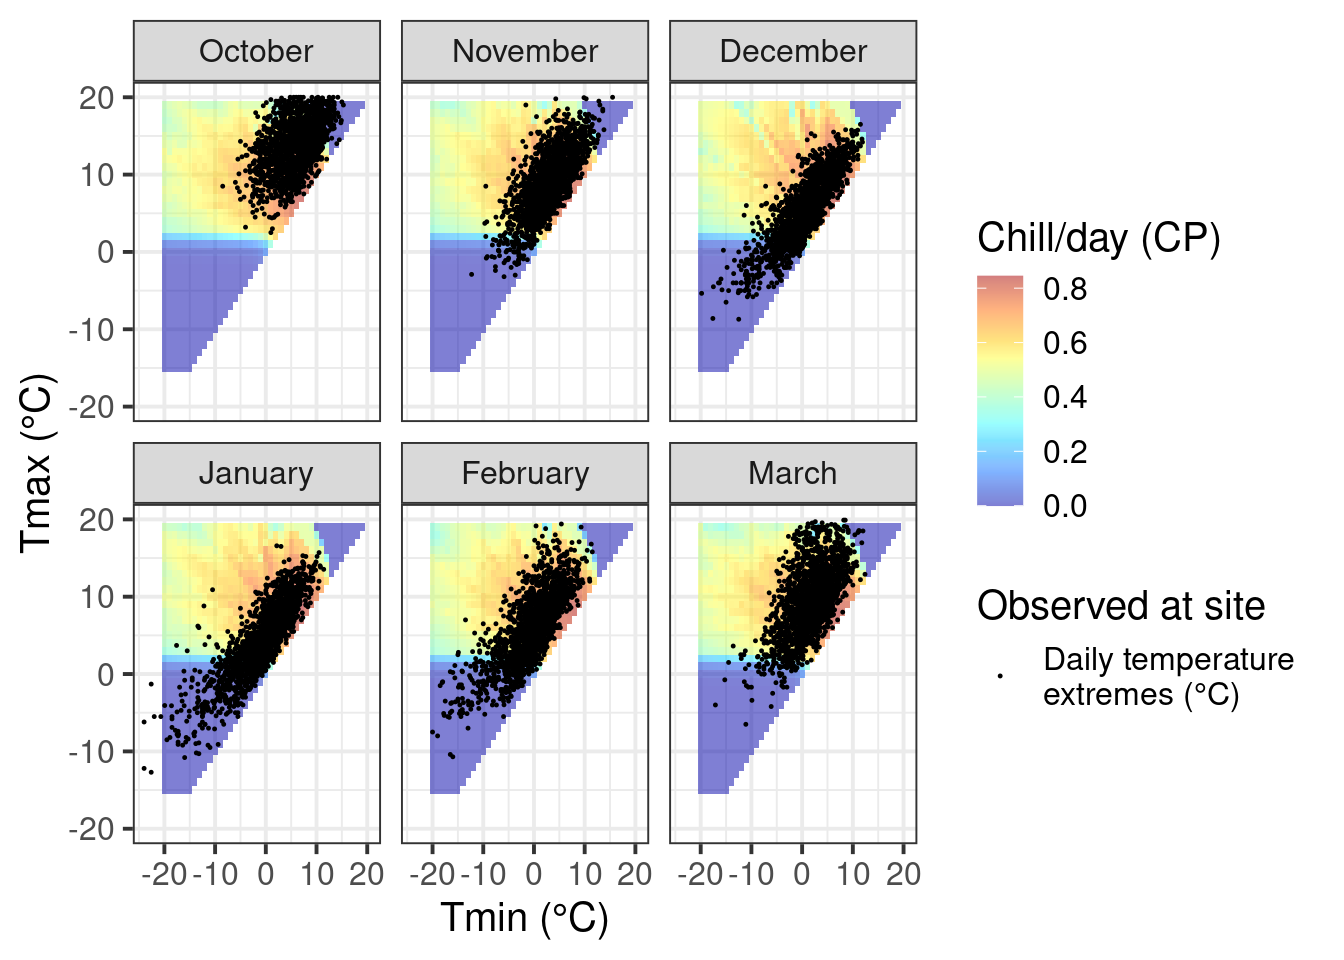 October November December
20
10
0
-10
-20
January February March
20
10
0
-10
-20
-20 -10 0 10 20 -20 -10 0 10 20 -20 -10 0 10 20
Tmin (°C)
Tmax (°C)
Chill/day (CP)
0.8
0.6
0.4
0.2
0.0
Observed at site
Daily temperature
extremes (°C)